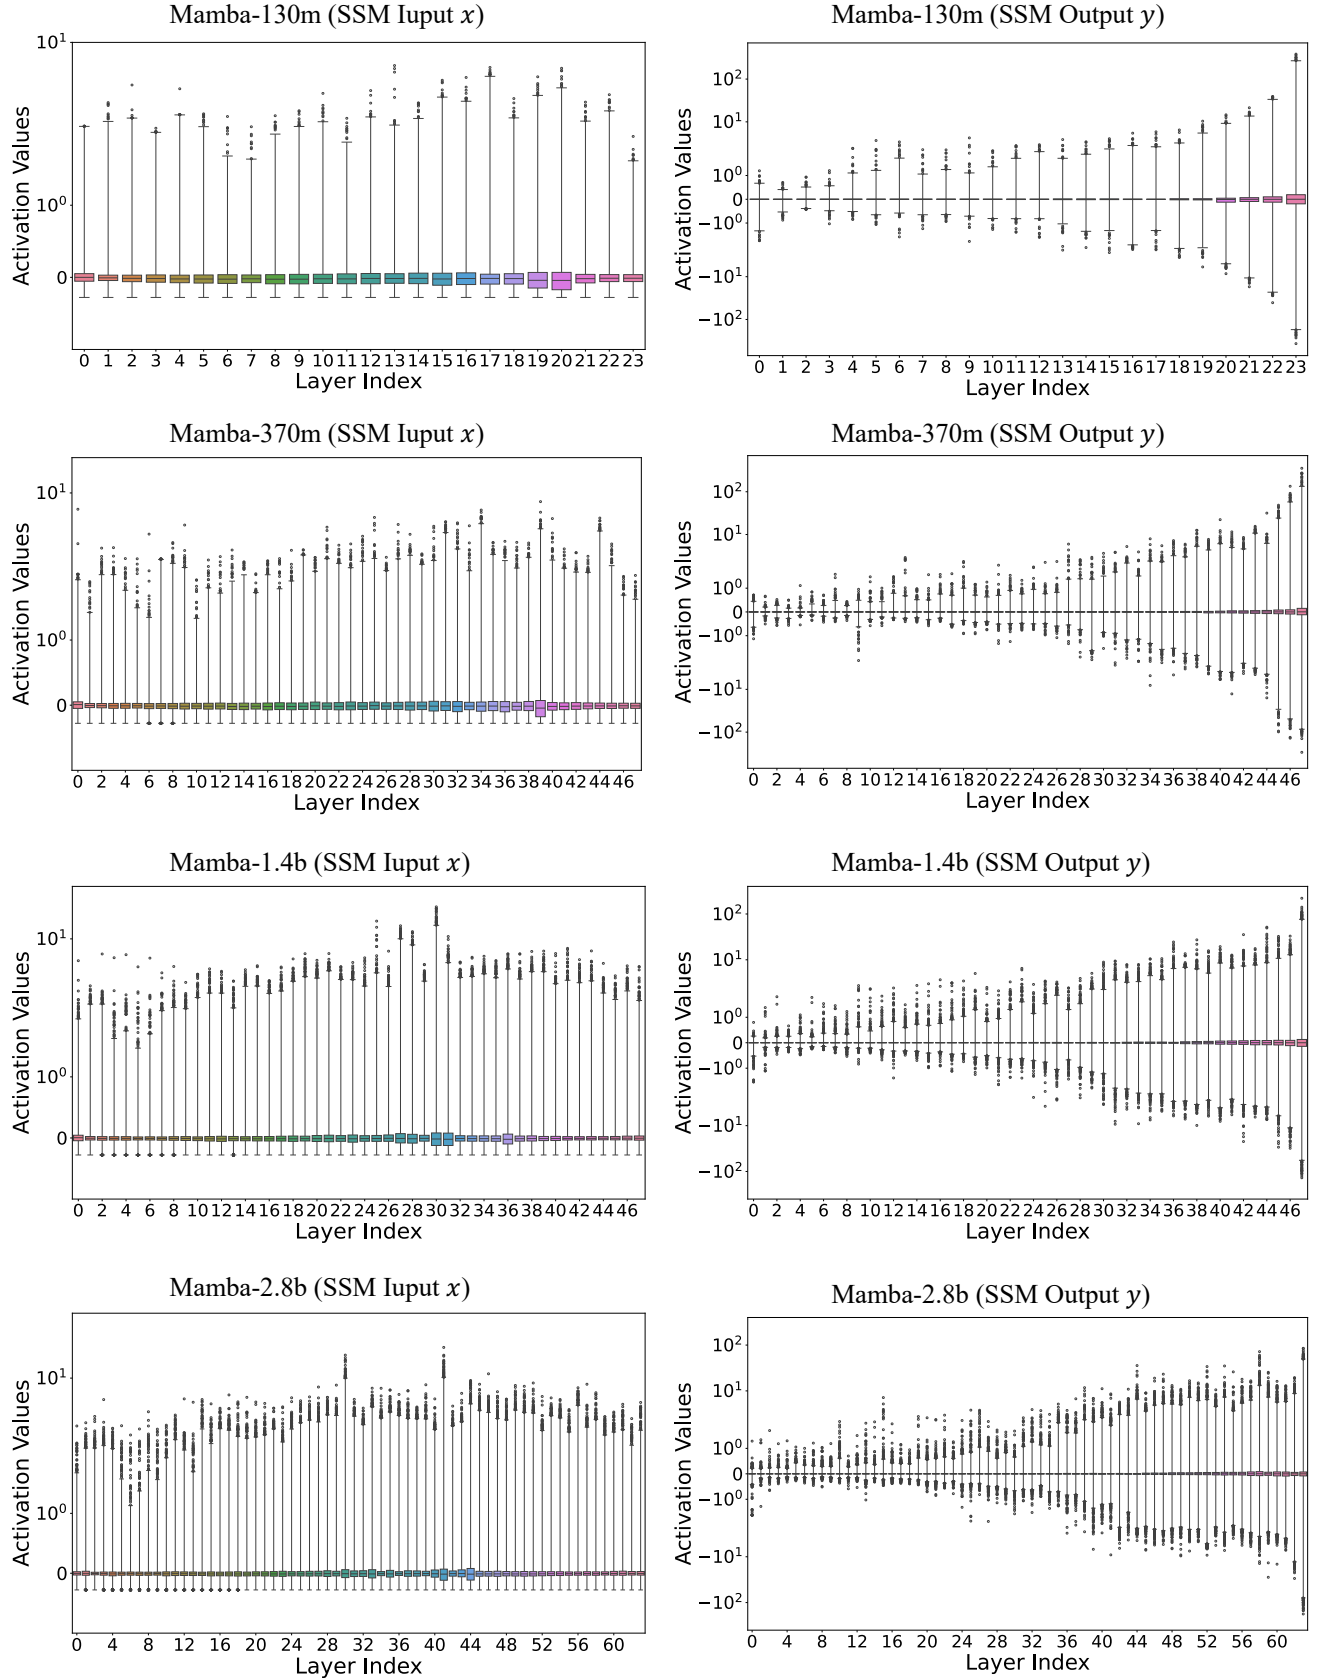 Mamba-130m (SSM Iuput x)
Activation Values
10¹
10⁰
0
0 1 2 3 4 5 6 7 8 9 10 11 12 13 14 15 16 17 18 19 20 21 22 23
Layer Index
Mamba-130m (SSM Output y)
Activation Values
10²
10¹
10⁰
0
−10⁰
−10¹
−10²
0 1 2 3 4 5 6 7 8 9 10 11 12 13 14 15 16 17 18 19 20 21 22 23
Layer Index
Mamba-370m (SSM Iuput x)
Activation Values
10¹
10⁰
0
0 2 4 6 8 10 12 14 16 18 20 22 24 26 28 30 32 34 36 38 40 42 44 46
Layer Index
Mamba-370m (SSM Output y)
Activation Values
10²
10¹
10⁰
0
−10⁰
−10¹
−10²
0 2 4 6 8 10 12 14 16 18 20 22 24 26 28 30 32 34 36 38 40 42 44 46
Layer Index
Mamba-1.4b (SSM Iuput x)
Activation Values
10¹
10⁰
0
0 2 4 6 8 10 12 14 16 18 20 22 24 26 28 30 32 34 36 38 40 42 44 46
Layer Index
Mamba-1.4b (SSM Output y)
Activation Values
10²
10¹
10⁰
0
−10⁰
−10¹
−10²
0 2 4 6 8 10 12 14 16 18 20 22 24 26 28 30 32 34 36 38 40 42 44 46
Layer Index
Mamba-2.8b (SSM Iuput x)
Activation Values
10¹
10⁰
0
0 4 8 12 16 20 24 28 32 36 40 44 48 52 56 60
Layer Index
Mamba-2.8b (SSM Output y)
Activation Values
10²
10¹
10⁰
0
−10⁰
−10¹
−10²
0 4 8 12 16 20 24 28 32 36 40 44 48 52 56 60
Layer Index